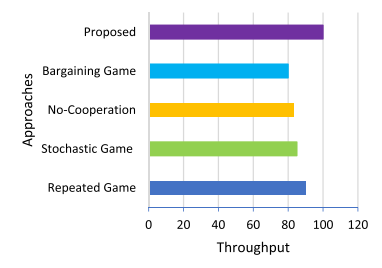 Proposed
Bargaining Game
No-Cooperation
Stochastic Game
Repeated Game
Approaches
0 20 40 60 80 100 120
Throughput